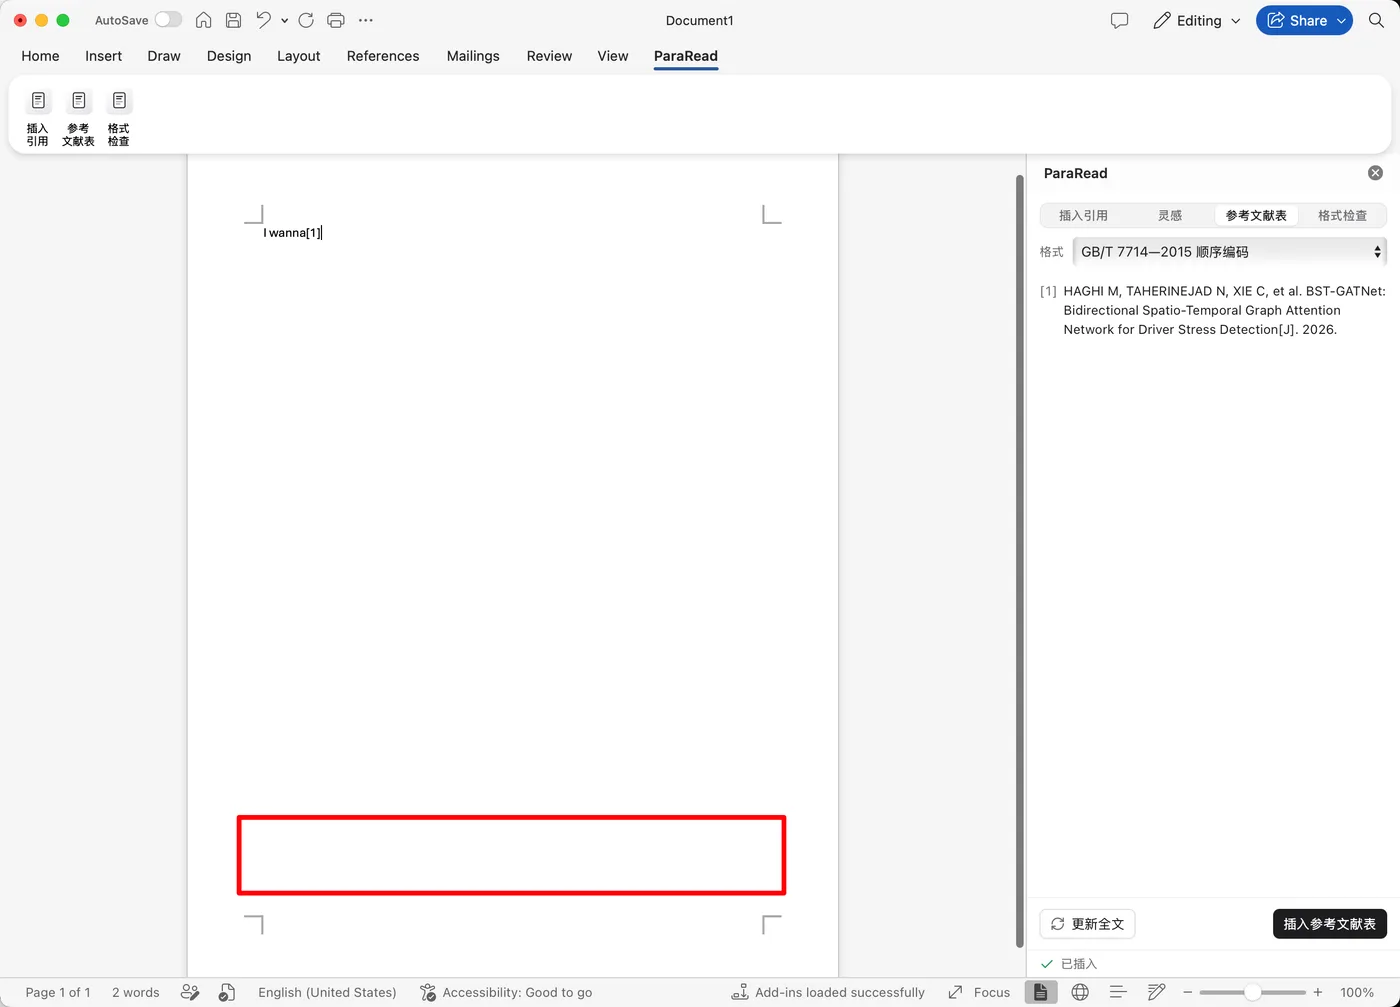 AutoSave
Document1
Editing
Share
Home Insert Draw Design Layout References Mailings Review View ParaRead
插入
引用
参考
文献表
格式
检查
I wanna[1]
ParaRead
插入引用 灵感 参考文献表 格式检查
格式 GB/T 7714—2015 顺序编码
[1] HAGHI M, TAHERINEJAD N, XIE C, et al. BST-GATNet:
Bidirectional Spatio-Temporal Graph Attention
Network for Driver Stress Detection[J]. 2026.
更新全文 插入参考文献表
已插入
Page 1 of 1 2 words English (United States) Accessibility: Good to go Add-ins loaded successfully Focus 100%